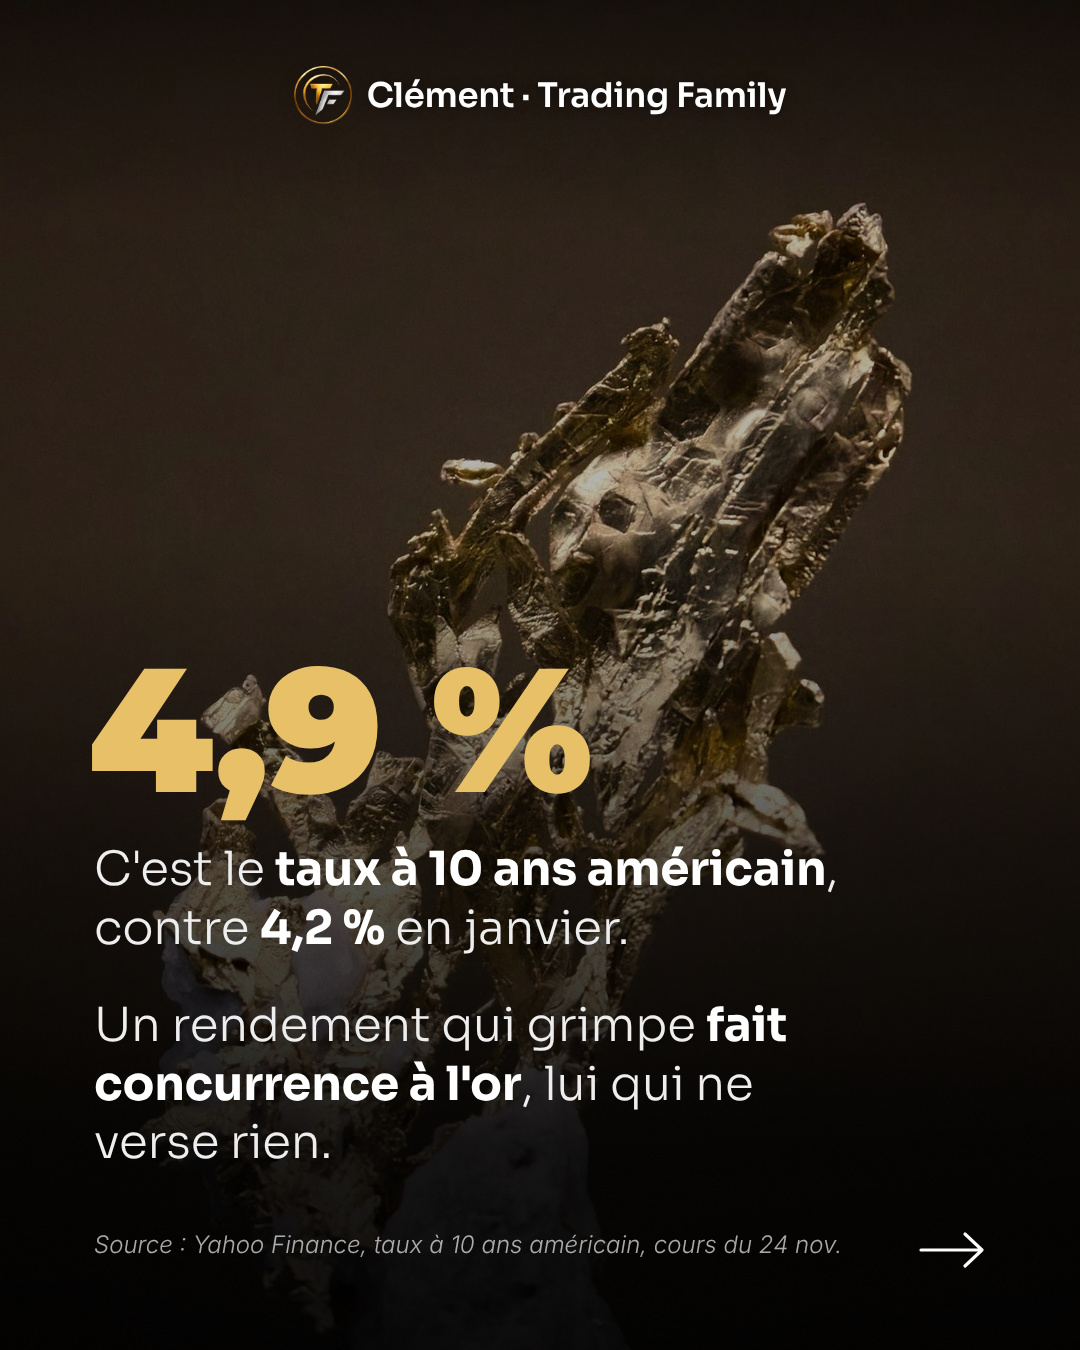 TF Clément · Trading Family
4,9 %
C'est le taux à 10 ans américain,
contre 4,2 % en janvier.
Un rendement qui grimpe fait
concurrence à l'or, lui qui ne
verse rien.
Source : Yahoo Finance, taux à 10 ans américain, cours du 24 nov.